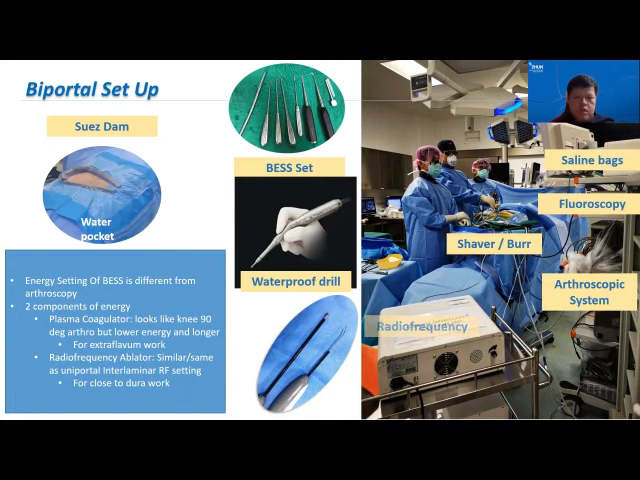 Biportal Set Up
Suez Dam
Water
pocket
BESS Set
Waterproof drill
• Energy Setting Of BESS is different from
arthroscopy
• 2 components of energy
• Plasma Coagulator: looks like knee 90
deg arthro but lower energy and longer
• For extraflavum work
• Radiofrequency Ablator: Similar/same
as uniportal Interlaminar RF setting
• For close to dura work
ZHUM
Saline bags
Fluoroscopy
Shaver / Burr
Arthroscopic
System
Radiofrequency